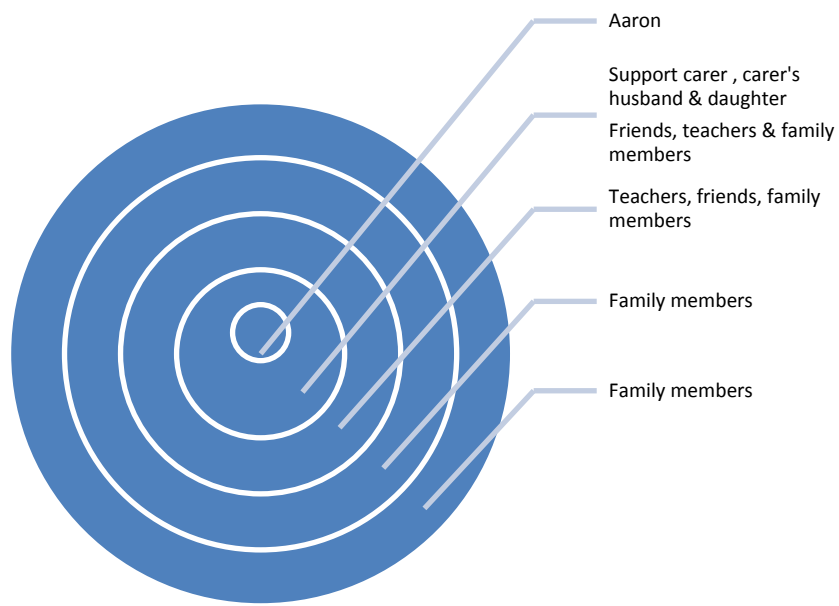 Aaron
Support carer , carer's
husband & daughter
Friends, teachers & family
members
Teachers, friends, family
members
Family members
Family members